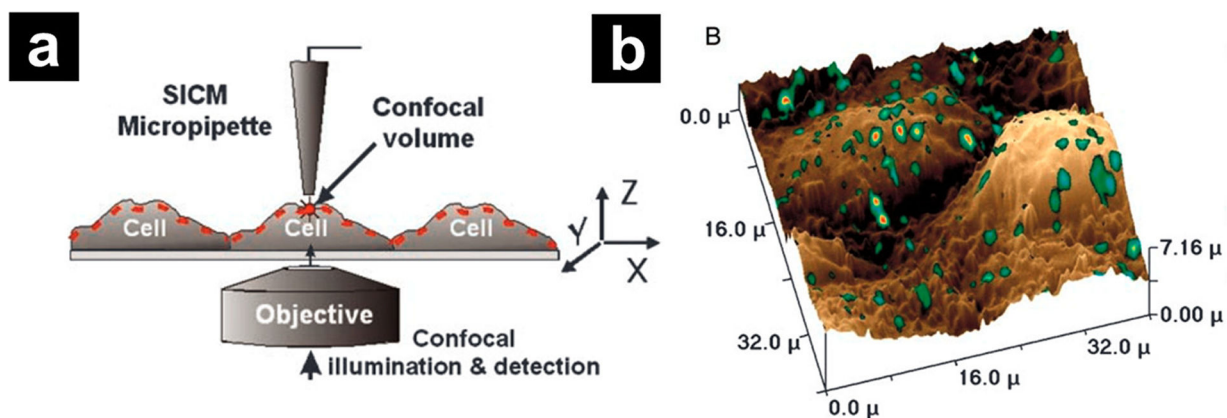 a
SICM
Micropipette
Confocal
volume
Cell
Cell
Cell
Z
Y
X
Objective
Confocal
illumination & detection
b
B
0.0 µ
16.0 µ
32.0 µ
7.16 µ
0.00 µ
32.0 µ
16.0 µ
0.0 µ